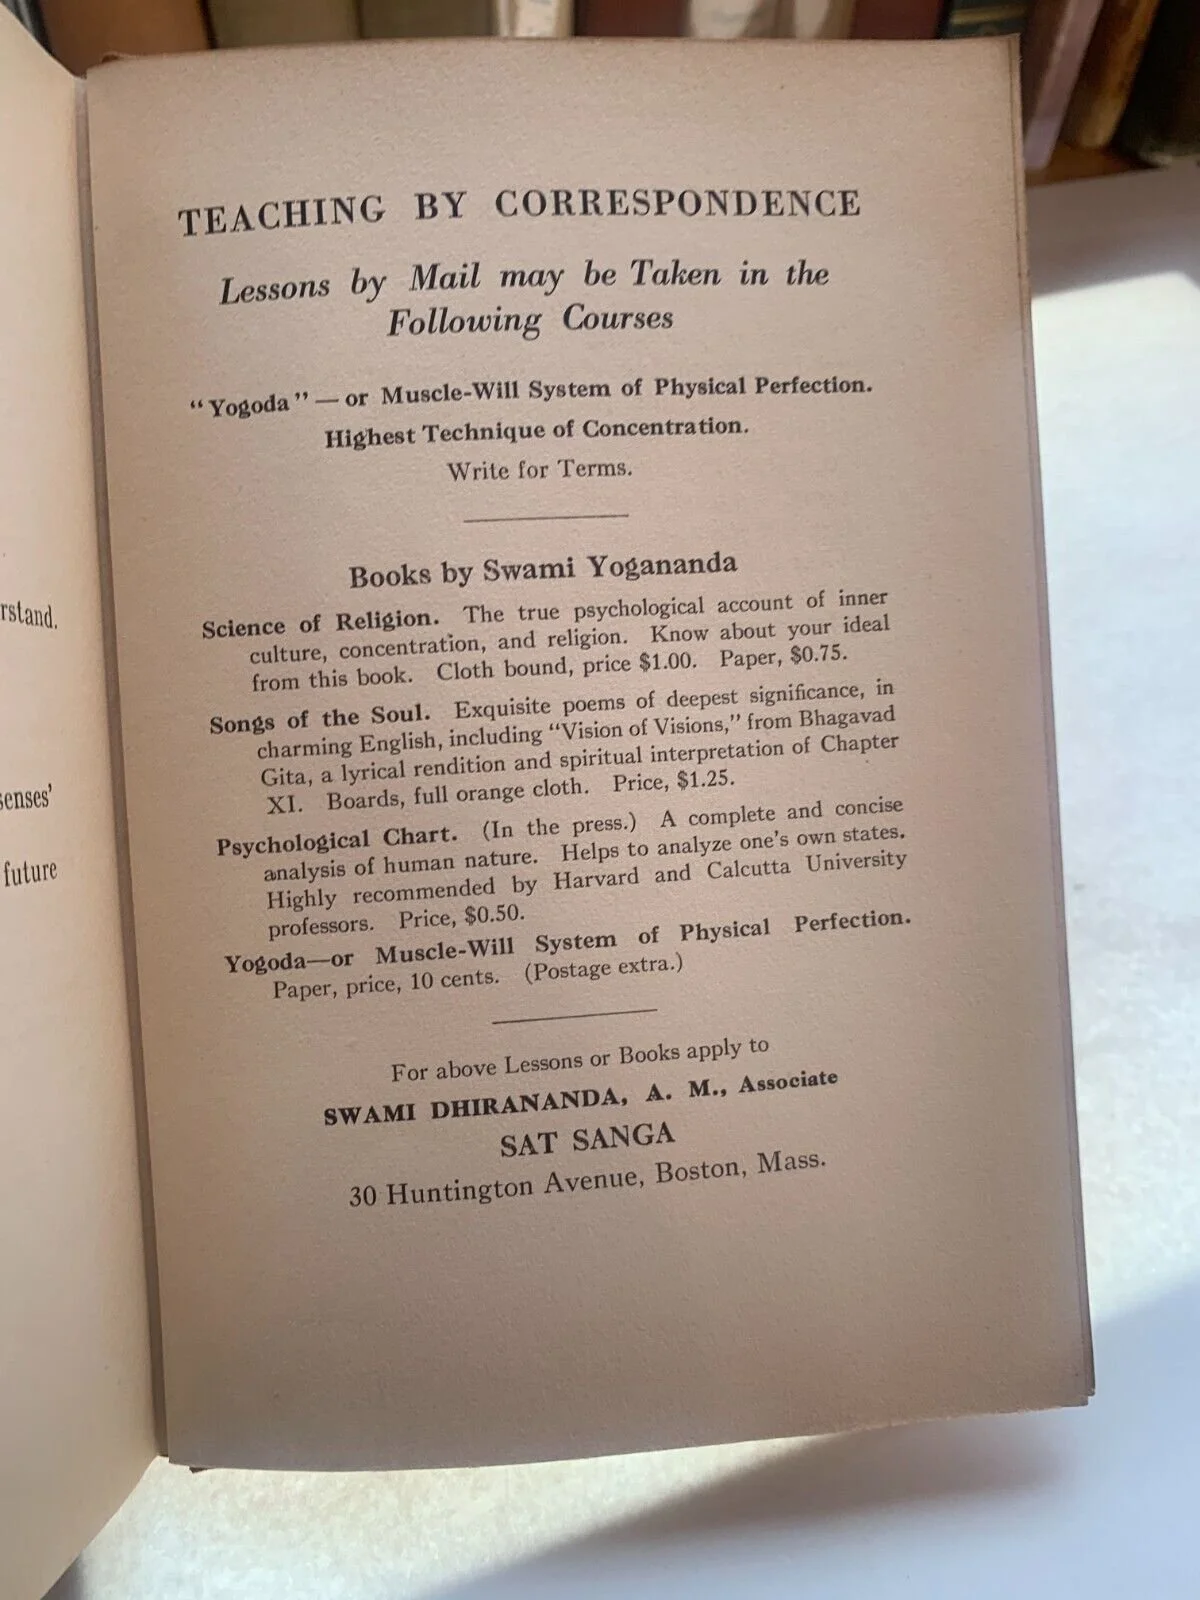 rstand.
senses'
future
TEACHING BY CORRESPONDENCE
Lessons by Mail may be Taken in the
Following Courses
"Yogoda" — or Muscle-Will System of Physical Perfection.
Highest Technique of Concentration.
Write for Terms.
Books by Swami Yogananda
Science of Religion. The true psychological account of inner
culture, concentration, and religion. Know about your ideal
from this book. Cloth bound, price $1.00. Paper, $0.75.
Songs of the Soul. Exquisite poems of deepest significance, in
charming English, including "Vision of Visions," from Bhagavad
Gita, a lyrical rendition and spiritual interpretation of Chapter
XI. Boards, full orange cloth. Price, $1.25.
Psychological Chart. (In the press.) A complete and concise
analysis of human nature. Helps to analyze one's own states.
Highly recommended by Harvard and Calcutta University
professors. Price, $0.50.
Yogoda—or Muscle-Will System of Physical Perfection.
Paper, price, 10 cents. (Postage extra.)
For above Lessons or Books apply to
SWAMI DHIRANANDA, A. M., Associate
SAT SANGA
30 Huntington Avenue, Boston, Mass.